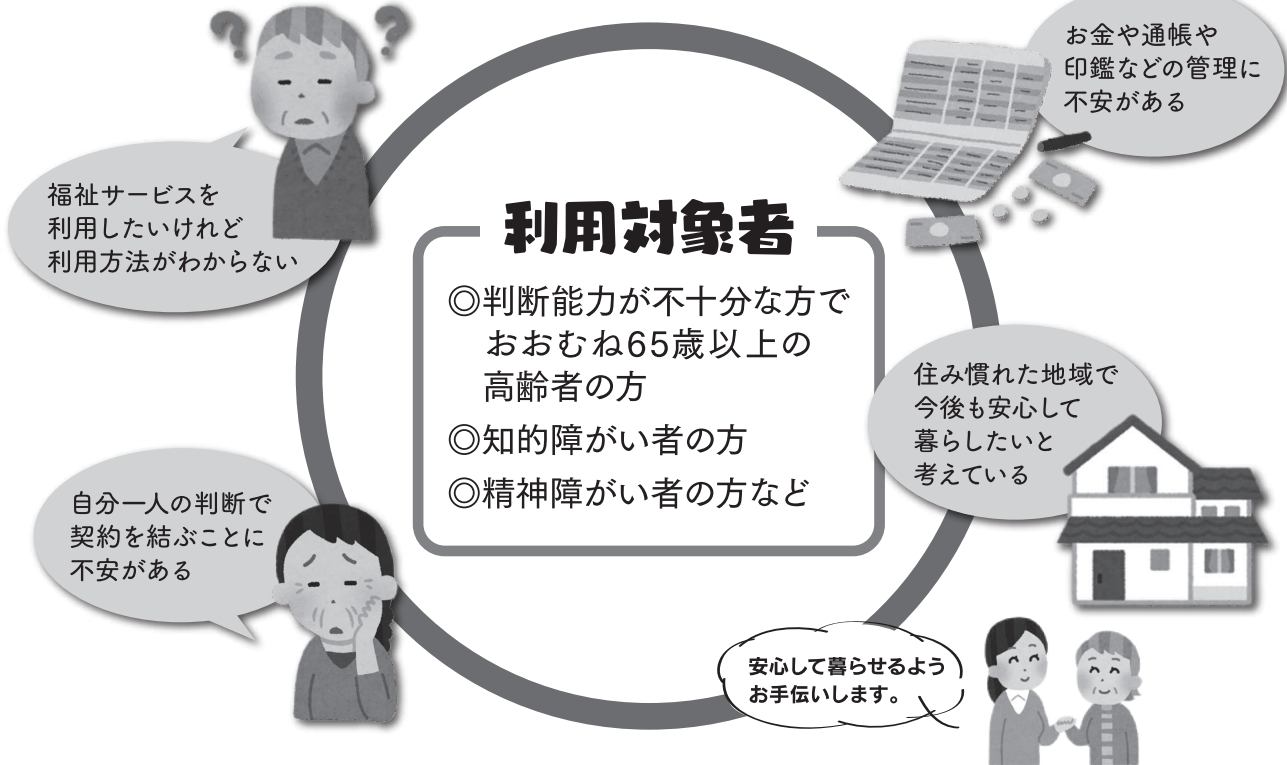 福祉サービスを
利用したいけれど
利用方法がわからない
お金や通帳や
印鑑などの管理に
不安がある
利用対象者
◎判断能力が不十分な方で
おおむね65歳以上の
高齢者の方
◎知的障がい者の方
◎精神障がい者の方など
住み慣れた地域で
今後も安心して
暮らしたいと
考えている
自分一人の判断で
契約を結ぶことに
不安がある
安心して暮らせるよう
お手伝いします。